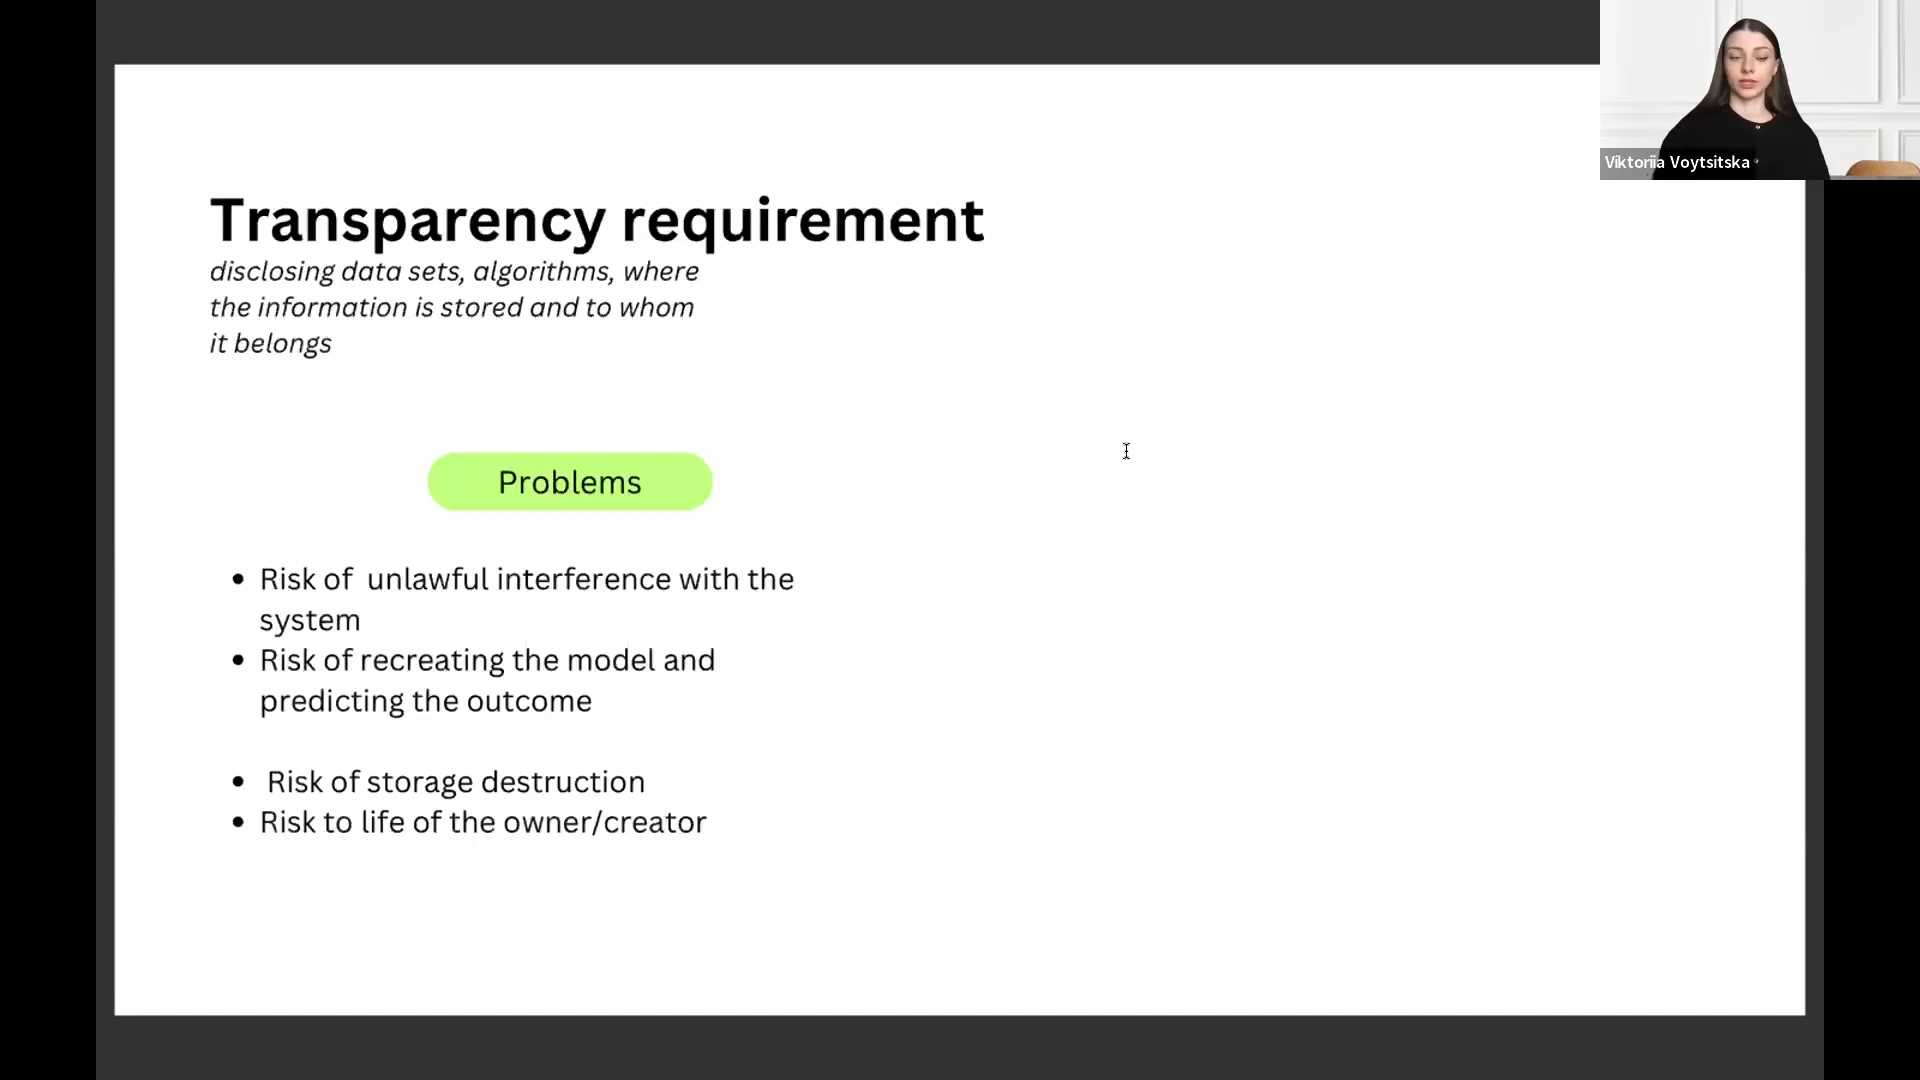 Viktoriia Voytsitska
Transparency requirement
disclosing data sets, algorithms, where
the information is stored and to whom
it belongs
Problems
• Risk of  unlawful interference with the
system
• Risk of recreating the model and
predicting the outcome
• Risk of storage destruction
• Risk to life of the owner/creator